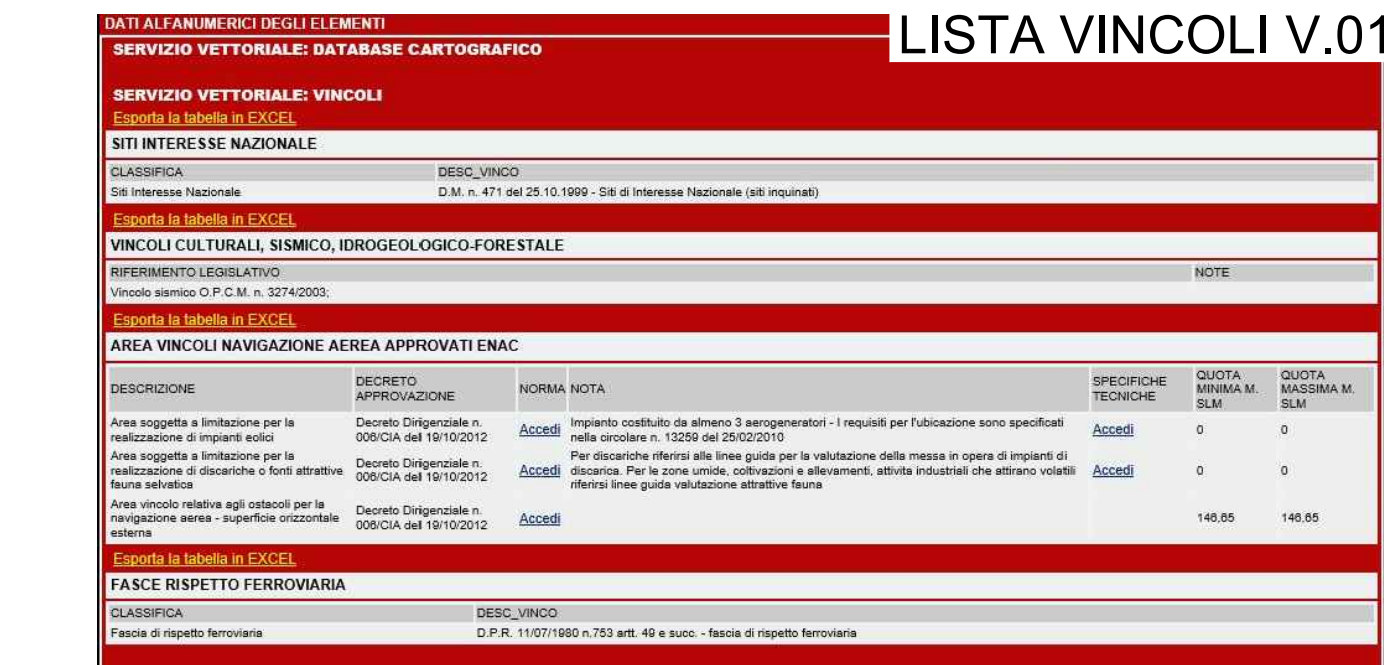 DATI ALFANUMERICI DEGLI ELEMENTI
LISTA VINCOLI V.01
SERVIZIO VETTORIALE: DATABASE CARTOGRAFICO
SERVIZIO VETTORIALE: VINCOLI
Esporta la tabella in EXCEL
SITI INTERESSE NAZIONALE
CLASSIFICA DESC_VINCO
Siti Interesse Nazionale D.M. n. 471 del 25.10.1999 - Siti di Interesse Nazionale (siti inquinati)
Esporta la tabella in EXCEL
VINCOLI CULTURALI, SISMICO, IDROGEOLOGICO-FORESTALE
RIFERIMENTO LEGISLATIVO NOTE
Vincolo sismico O.P.C.M. n. 3274/2003;
Esporta la tabella in EXCEL
AREA VINCOLI NAVIGAZIONE AEREA APPROVATI ENAC
DESCRIZIONE
DECRETO
APPROVAZIONE
NORMA
NOTA
SPECIFICHE
TECNICHE
QUOTA
MINIMA M.
SLM
QUOTA
MASSIMA M.
SLM
Area soggetta a limitazione per la
realizzazione di impianti eolici
Decreto Dirigenziale n.
006/CIA del 19/10/2012
Accedi
Impianto costituito da almeno 3 aerogeneratori - I requisiti per l'ubicazione sono specificati
nella circolare n. 13259 del 25/02/2010
Accedi
0
0
Area soggetta a limitazione per la
realizzazione di discariche o fonti attrattive
fauna selvatica
Decreto Dirigenziale n.
006/CIA del 19/10/2012
Accedi
Per discariche riferirsi alle linee guida per la valutazione della messa in opera di impianti di
discarica. Per le zone umide, coltivazioni e allevamenti, attivita industriali che attirano volatili
riferirsi linee guida valutazione attrattive fauna
Accedi
0
0
Area vincolo relativa agli ostacoli per la
navigazione aerea - superficie orizzontale
esterna
Decreto Dirigenziale n.
006/CIA del 19/10/2012
Accedi
146,65
146,65
Esporta la tabella in EXCEL
FASCE RISPETTO FERROVIARIA
CLASSIFICA DESC_VINCO
Fascia di rispetto ferroviaria D.P.R. 11/07/1980 n.753 artt. 49 e succ. - fascia di rispetto ferroviaria